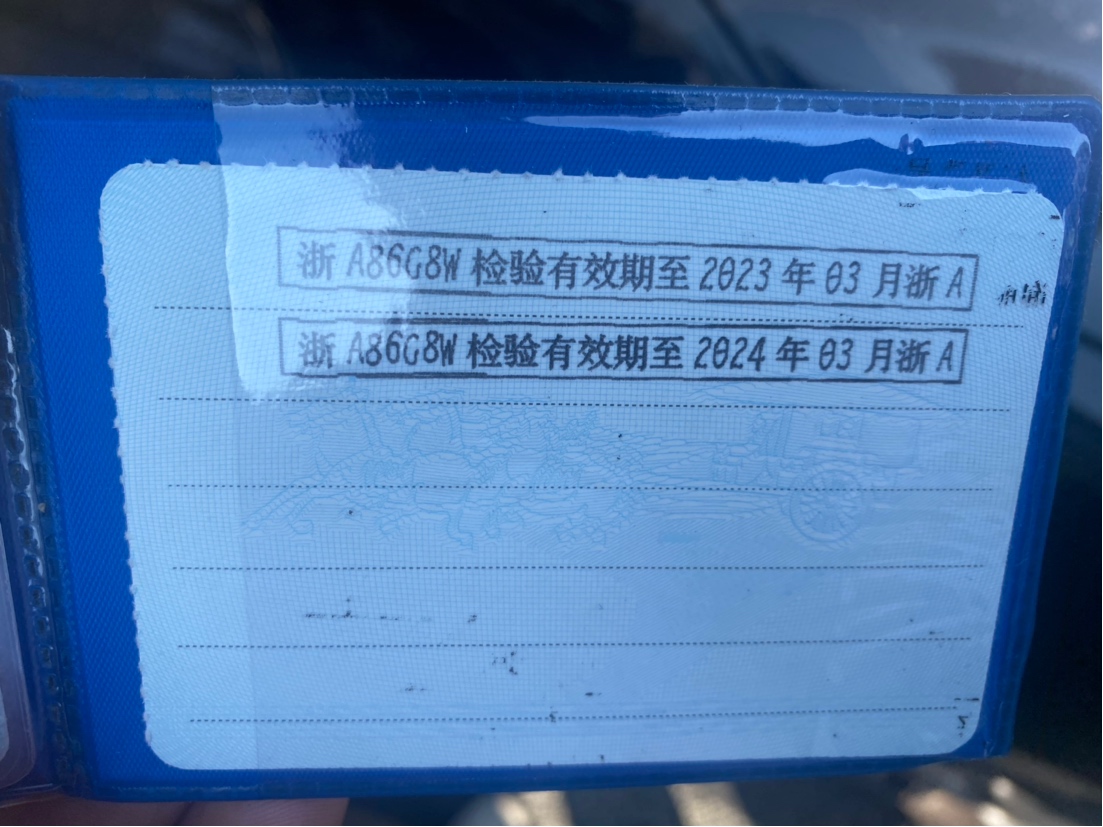 浙 A86G8W 检验有效期至 2023 年 03 月浙 A
浙 A86G8W 检验有效期至 2024 年 03 月浙 A